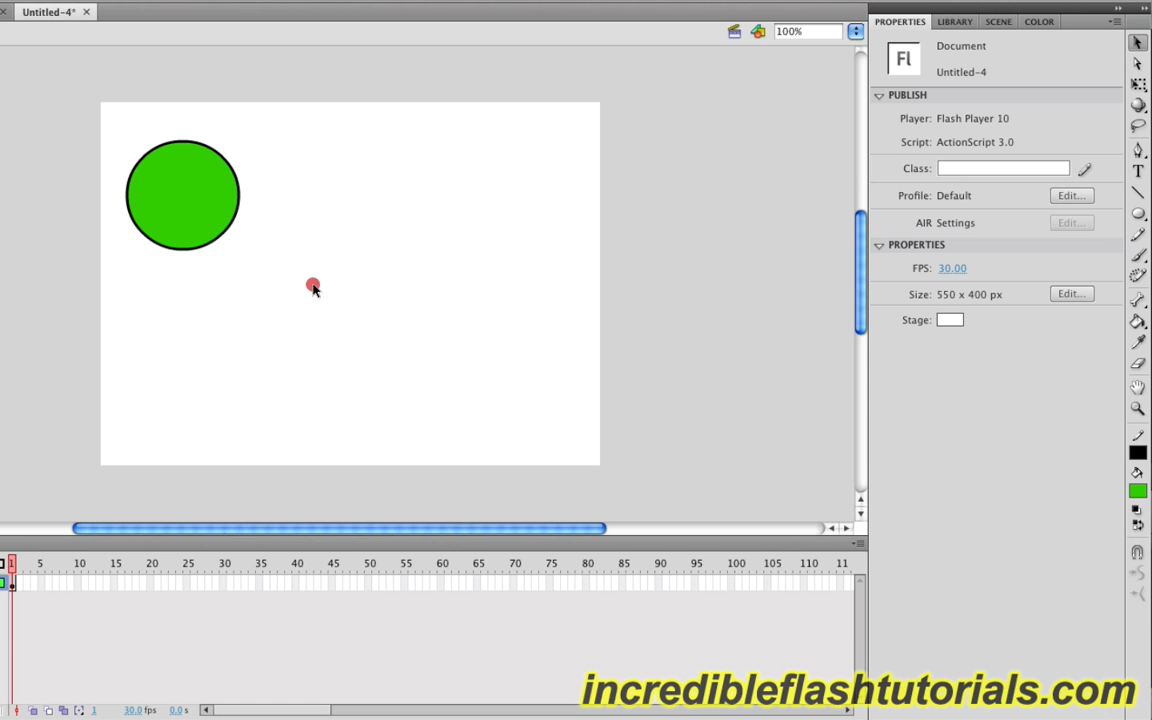 Untitled-4*
100%
PROPERTIES LIBRARY SCENE COLOR
Fl
Document
Untitled-4
PUBLISH
Player: Flash Player 10
Script: ActionScript 3.0
Class:
Profile: Default Edit...
AIR Settings Edit...
PROPERTIES
FPS: 30.00
Size: 550 x 400 px Edit...
Stage:
T
1 5 10 15 20 25 30 35 40 45 50 55 60 65 70 75 80 85 90 95 100 105 110 11
1 30.0 fps 0.0 s
incredibleflashtutorials.com